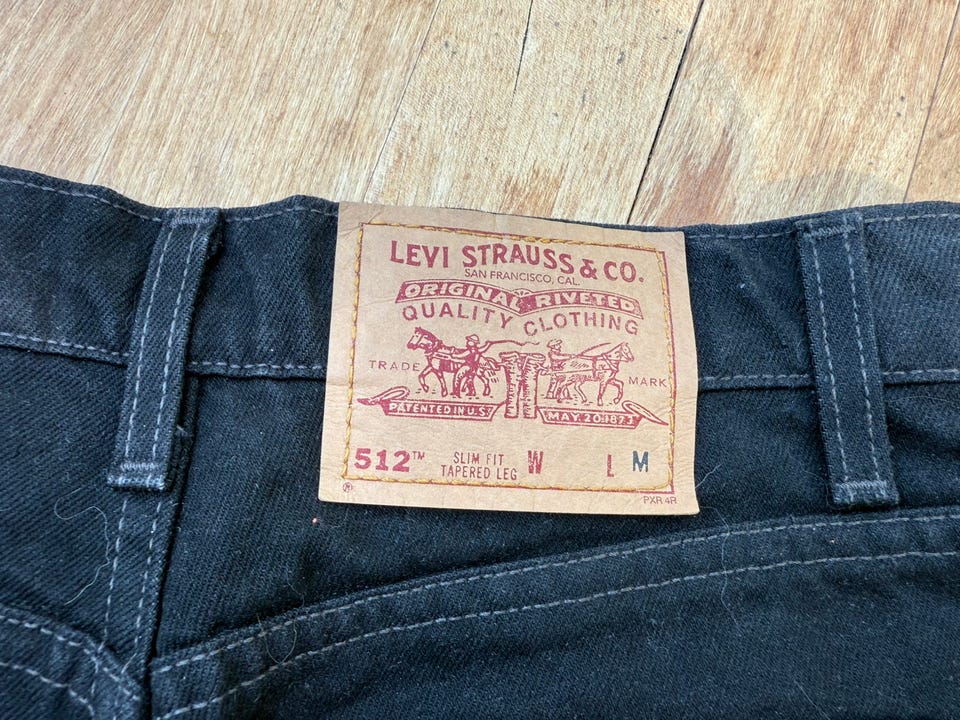 LEVI STRAUSS & CO.
SAN FRANCISCO, CAL.
ORIGINAL RIVETED
QUALITY CLOTHING
TRADE MARK
PATENTED IN U.S. MAY 20 1873
512™ SLIM FIT TAPERED LEG W L M
® PXR 4R